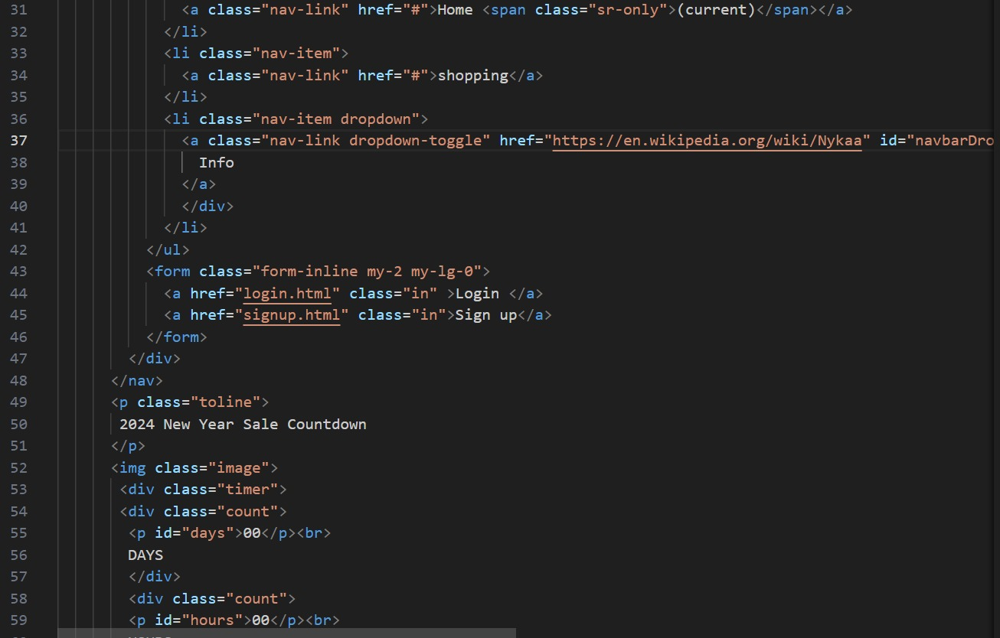 31 <a class="nav-link" href="#">Home <span class="sr-only">(current)</span></a>
32 </li>
33 <li class="nav-item">
34 <a class="nav-link" href="#">shopping</a>
35 </li>
36 <li class="nav-item dropdown">
37 <a class="nav-link dropdown-toggle" href="https://en.wikipedia.org/wiki/Nykaa" id="navbarDro
38 Info
39 </a>
40 </div>
41 </li>
42 </ul>
43 <form class="form-inline my-2 my-lg-0">
44 <a href="login.html" class="in" >Login </a>
45 <a href="signup.html" class="in">Sign up</a>
46 </form>
47 </div>
48 </nav>
49 <p class="toline">
50 2024 New Year Sale Countdown
51 </p>
52 <img class="image">
53 <div class="timer">
54 <div class="count">
55 <p id="days">00</p><br>
56 DAYS
57 </div>
58 <div class="count">
59 <p id="hours">00</p><br>